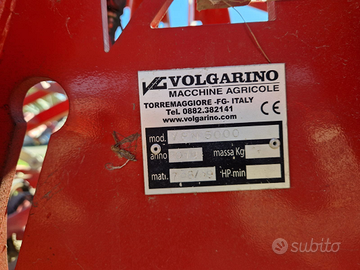 VOLGARINO
MACCHINE AGRICOLE
TORREMAGGIORE -FG- ITALY
Tel. 0882.382141
www.volgarino.com
CE
mod.
anno massa Kg
matr. HP min
subito